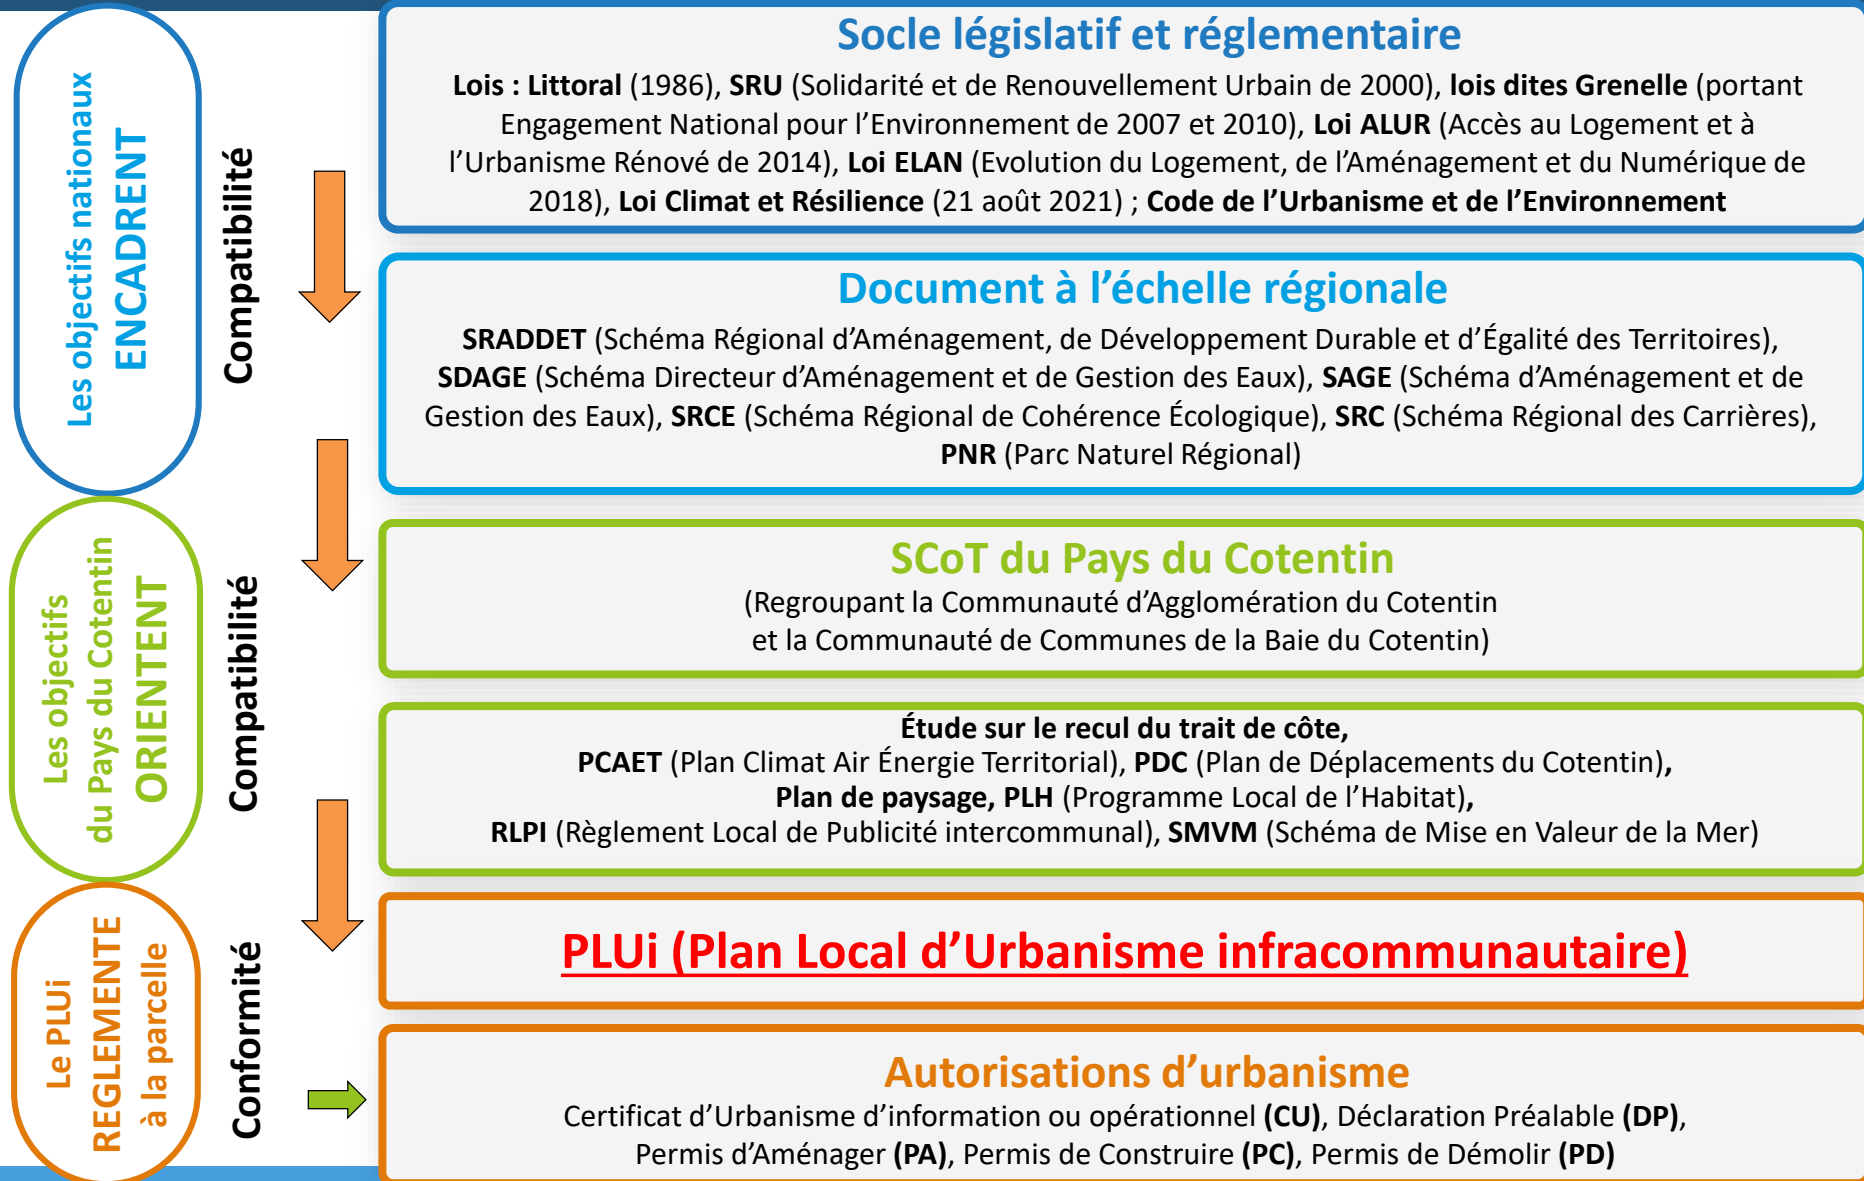 Les objectifs nationaux
ENCADRENT
Compatibilité
Socle législatif et réglementaire
Lois : Littoral (1986), SRU (Solidarité et de Renouvellement Urbain de 2000), lois dites Grenelle (portant
Engagement National pour l’Environnement de 2007 et 2010), Loi ALUR (Accès au Logement et à
l’Urbanisme Rénové de 2014), Loi ELAN (Evolution du Logement, de l’Aménagement et du Numérique de
2018), Loi Climat et Résilience (21 août 2021) ; Code de l’Urbanisme et de l’Environnement
Document à l’échelle régionale
SRADDET (Schéma Régional d’Aménagement, de Développement Durable et d’Égalité des Territoires),
SDAGE (Schéma Directeur d’Aménagement et de Gestion des Eaux), SAGE (Schéma d’Aménagement et de
Gestion des Eaux), SRCE (Schéma Régional de Cohérence Écologique), SRC (Schéma Régional des Carrières),
PNR (Parc Naturel Régional)
Les objectifs
du Pays du Cotentin
ORIENTENT
Compatibilité
SCoT du Pays du Cotentin
(Regroupant la Communauté d’Agglomération du Cotentin
et la Communauté de Communes de la Baie du Cotentin)
Étude sur le recul du trait de côte,
PCAET (Plan Climat Air Énergie Territorial), PDC (Plan de Déplacements du Cotentin),
Plan de paysage, PLH (Programme Local de l’Habitat),
RLPI (Règlement Local de Publicité intercommunal), SMVM (Schéma de Mise en Valeur de la Mer)
Le PLUi
REGLEMENTE
à la parcelle
Conformité
PLUi (Plan Local d’Urbanisme infracommunautaire)
Autorisations d’urbanisme
Certificat d’Urbanisme d’information ou opérationnel (CU), Déclaration Préalable (DP),
Permis d’Aménager (PA), Permis de Construire (PC), Permis de Démolir (PD)